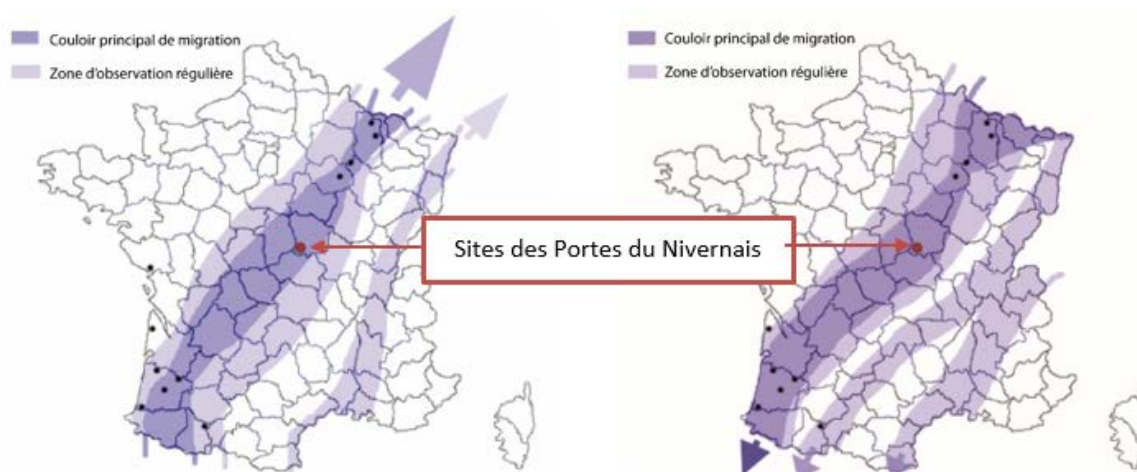 Couloir principal de migration
Zone d'observation régulière
Couloir principal de migration
Zone d'observation régulière
Sites des Portes du Nivernais